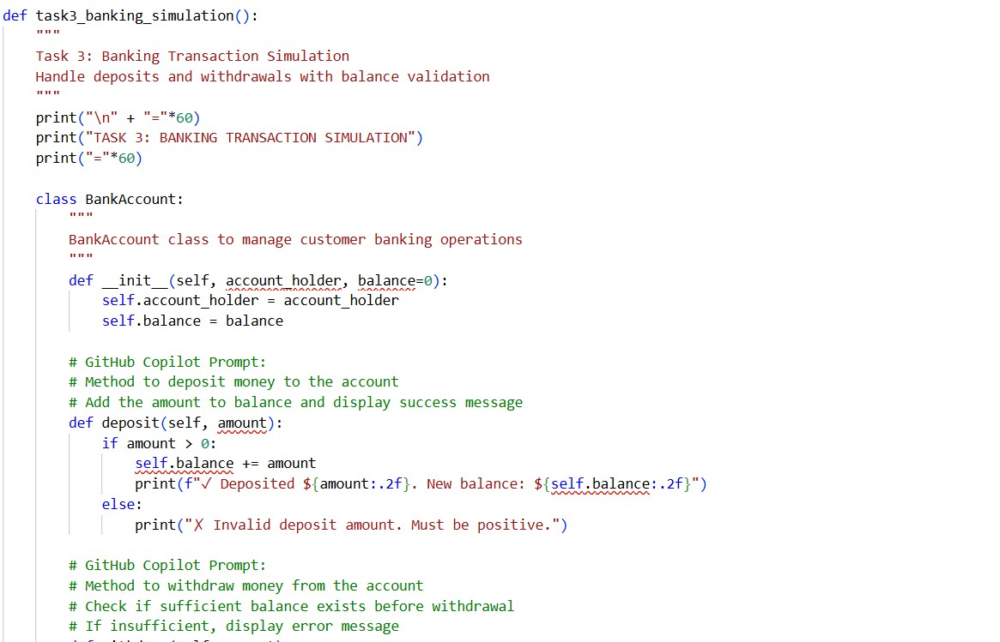 def task3_banking_simulation():
    """
    Task 3: Banking Transaction Simulation
    Handle deposits and withdrawals with balance validation
    """
    print("\n" + "="*60)
    print("TASK 3: BANKING TRANSACTION SIMULATION")
    print("="*60)

    class BankAccount:
        """
        BankAccount class to manage customer banking operations
        """
        def __init__(self, account_holder, balance=0):
            self.account_holder = account_holder
            self.balance = balance

        # GitHub Copilot Prompt:
        # Method to deposit money to the account
        # Add the amount to balance and display success message
        def deposit(self, amount):
            if amount > 0:
                self.balance += amount
                print(f"✓ Deposited ${amount:.2f}. New balance: ${self.balance:.2f}")
            else:
                print("✗ Invalid deposit amount. Must be positive.")

        # GitHub Copilot Prompt:
        # Method to withdraw money from the account
        # Check if sufficient balance exists before withdrawal
        # If insufficient, display error message